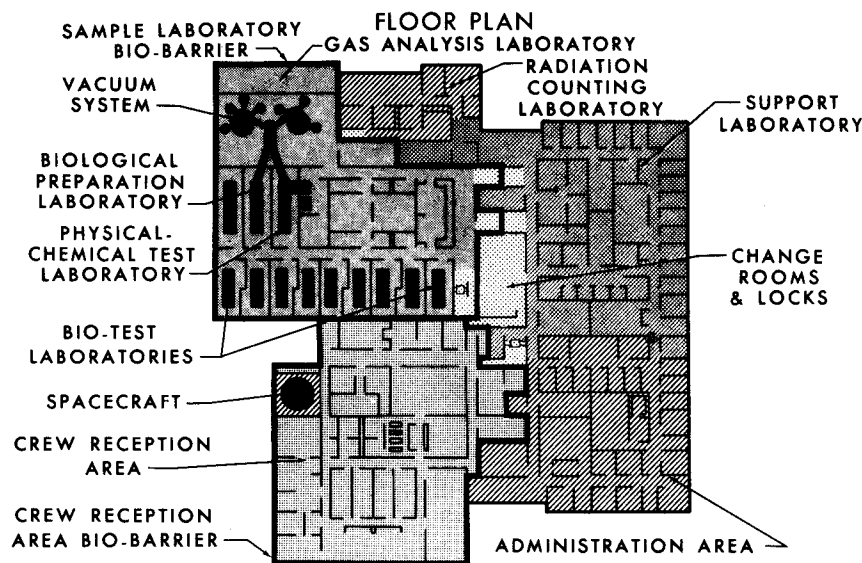 FLOOR PLAN
SAMPLE LABORATORY
BIO-BARRIER
GAS ANALYSIS LABORATORY
RADIATION
COUNTING
LABORATORY
VACUUM
SYSTEM
SUPPORT
LABORATORY
BIOLOGICAL
PREPARATION
LABORATORY
PHYSICAL-
CHEMICAL TEST
LABORATORY
CHANGE
ROOMS
& LOCKS
BIO-TEST
LABORATORIES
SPACECRAFT
CREW RECEPTION
AREA
CREW RECEPTION
AREA BIO-BARRIER
ADMINISTRATION AREA